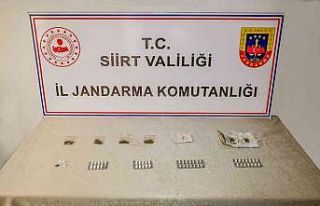 T.C.
SİİRT VALİLİĞİ
İL JANDARMA KOMUTANLIĞI